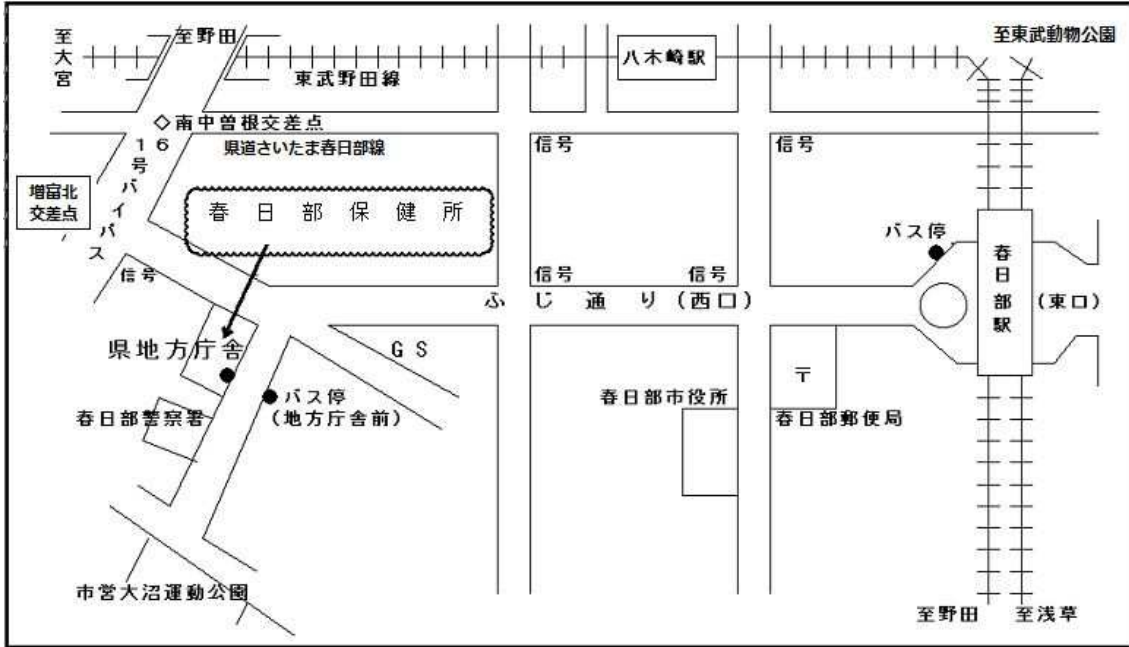 至大宮
至野田
八木崎駅
至東武動物公園
東武野田線
◇南中曽根交差点
県道さいたま春日部線
16
1号バイパス
増富北
交差点
春日部保健所
信号
信号
信号
信号
信号
バス停
春日部駅
(東口)
ふじ通り(西口)
県地方庁舎
GS
春日部警察署
バス停
(地方庁舎前)
春日部市役所
〒
春日部郵便局
市営大沼運動公園
至野田
至浅草